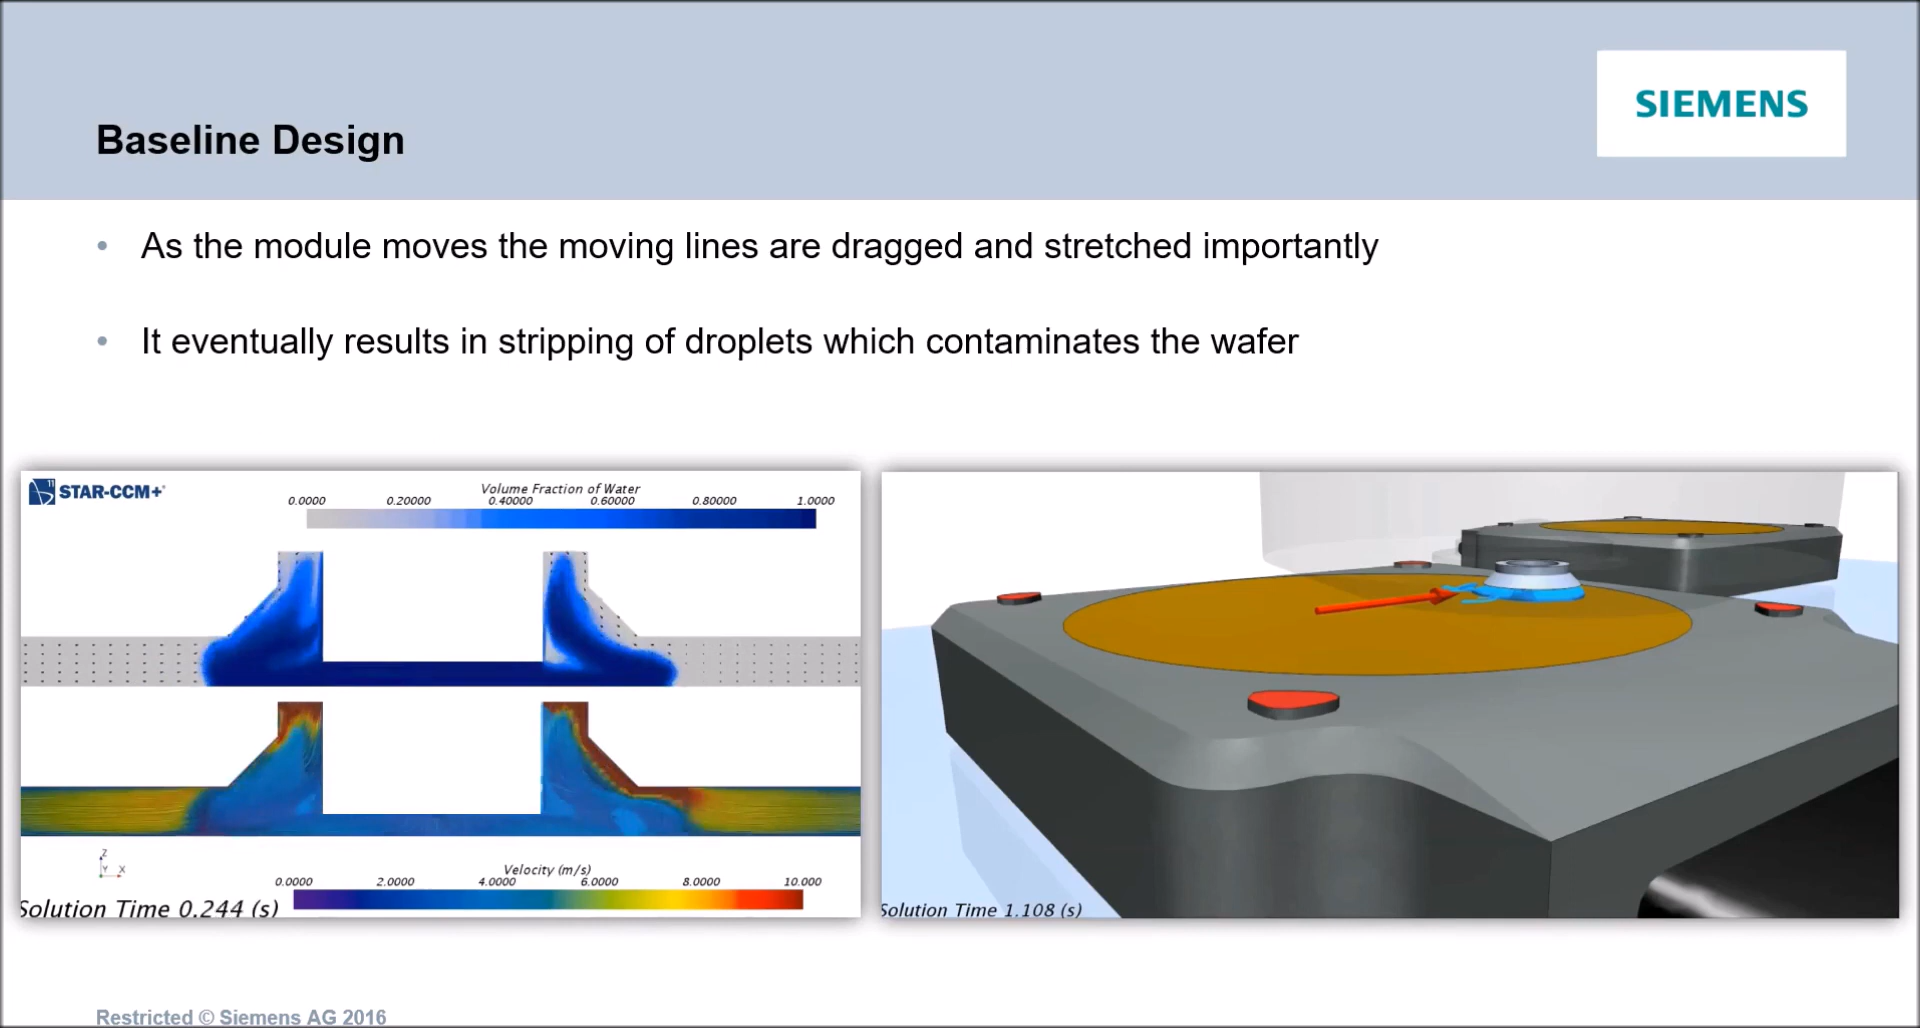 SIEMENS
Baseline Design
• As the module moves the moving lines are dragged and stretched importantly
• It eventually results in stripping of droplets which contaminates the wafer
STAR-CCM+
Volume Fraction of Water
0.0000 0.20000 0.40000 0.60000 0.80000 1.0000
Z
Y X
Velocity (m/s)
0.0000 2.0000 4.0000 6.0000 8.0000 10.000
Solution Time 0.244 (s)
Solution Time 1.108 (s)
Restricted © Siemens AG 2016